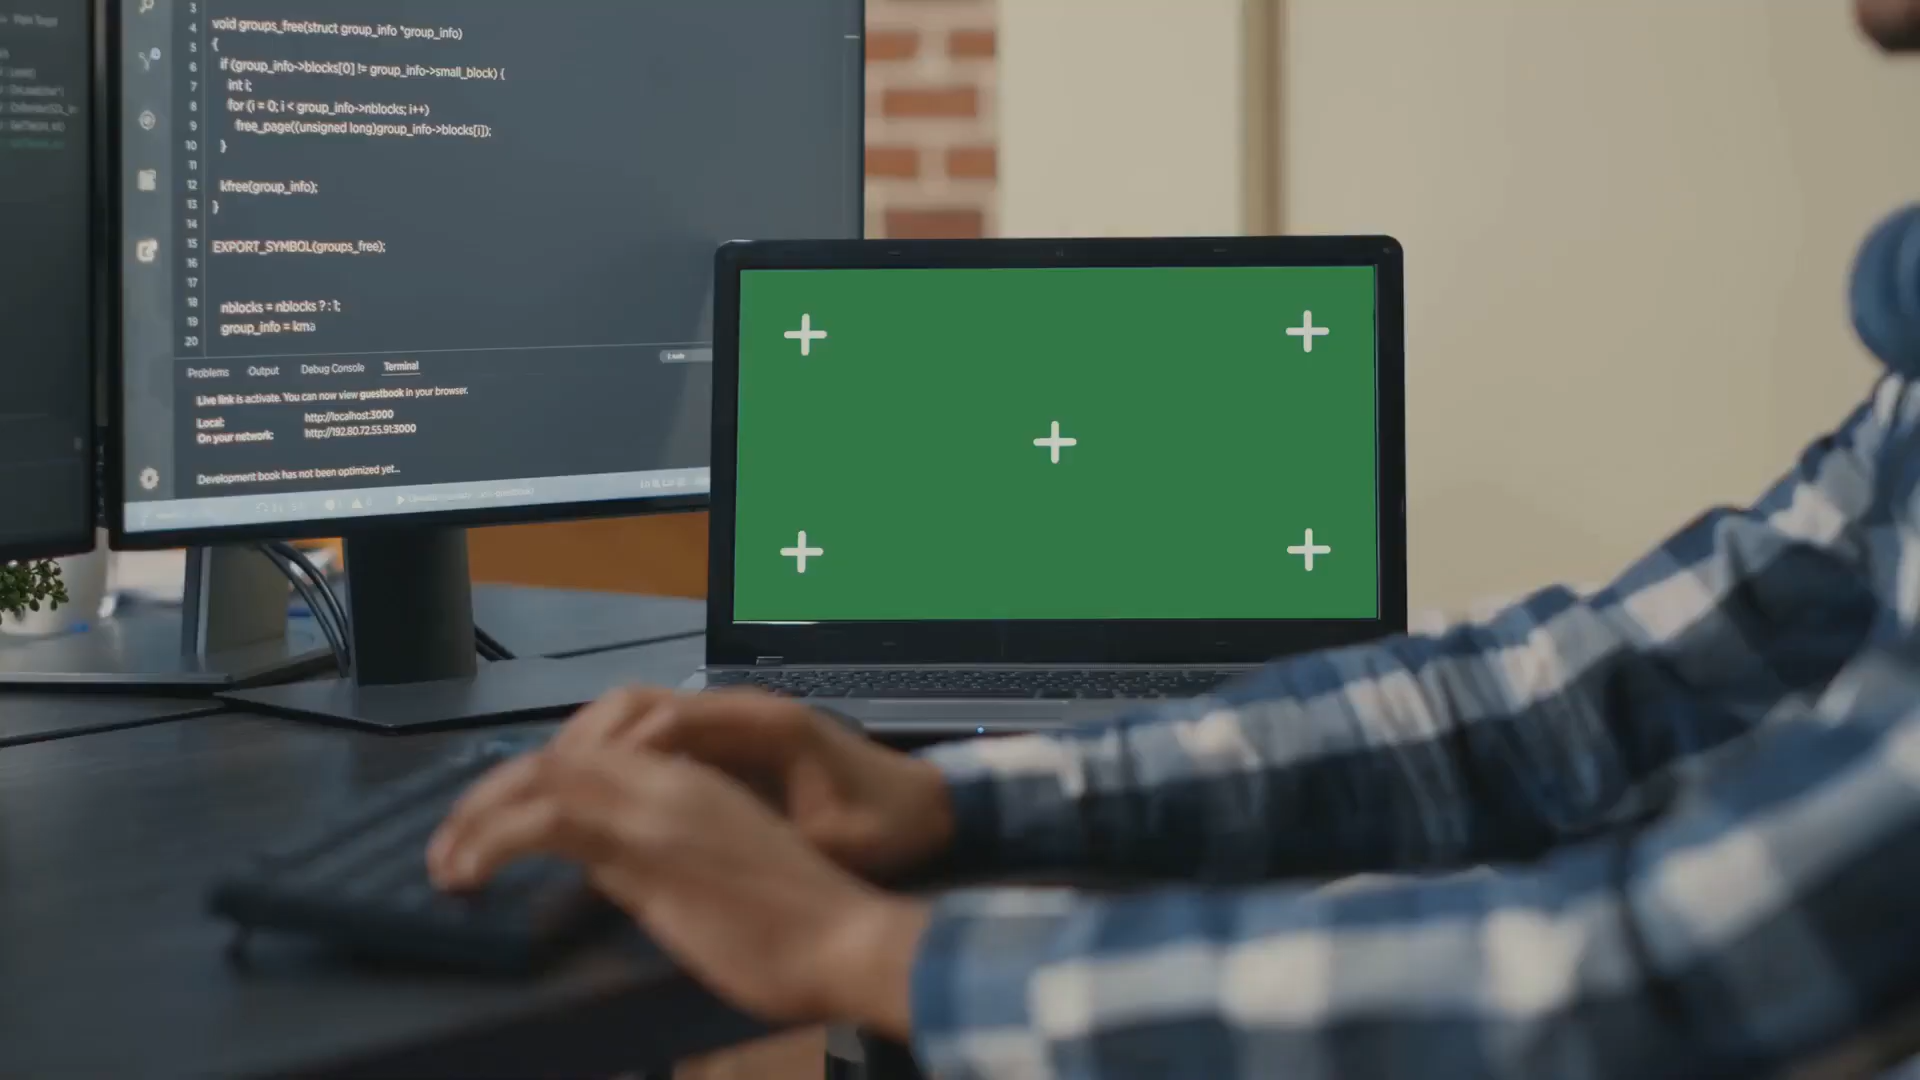 3
4 void groups_free(struct group_info *group_info)
5 {
6 if (group_info->blocks[0] != group_info->small_block) {
7 int i;
8 for (i = 0; i < group_info->nblocks; i++)
9 free_page((unsigned long)group_info->blocks[i]);
10 }
11
12 kfree(group_info);
13 }
14
15 EXPORT_SYMBOL(groups_free);
16
17
18 nblocks = nblocks ? : 1;
19 group_info = kma
20
Problems Output Debug Console Terminal
Live link is activate. You can now view guestbook in your browser.
Local: http://localhost:3000
On your network: http://192.80.72.55.91:3000
Development book has not been optimized yet...